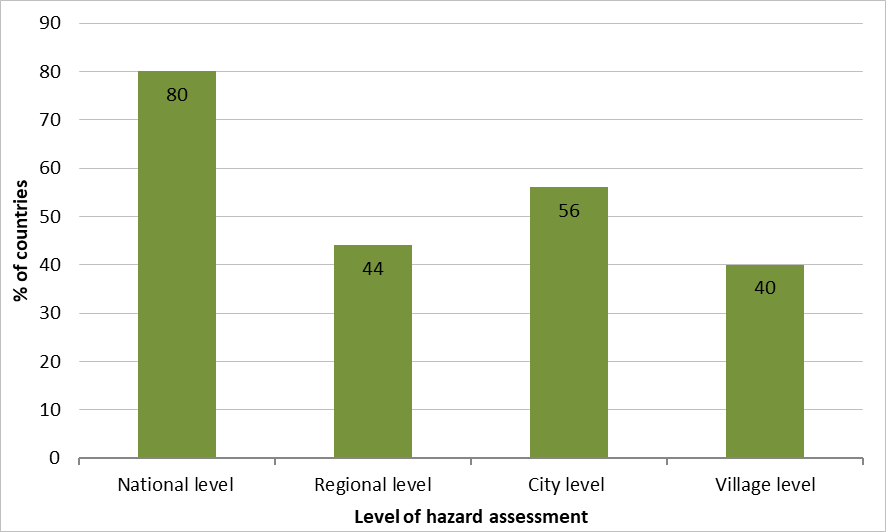 90
80
70
60
50
40
30
20
10
0
% of countries
80
44
56
40
National level
Regional level
City level
Village level
Level of hazard assessment